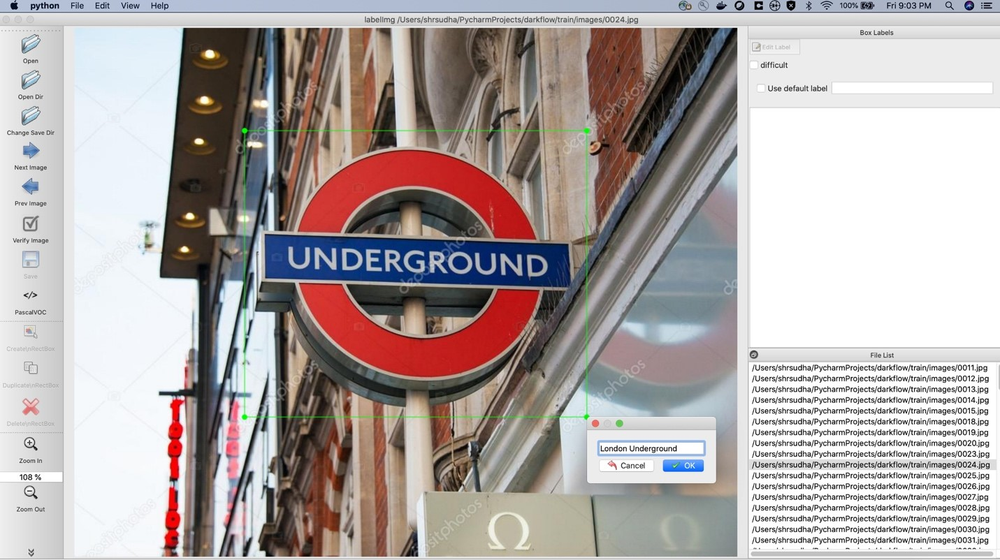 python File Edit View Help 100% Fri 9:03 PM
labelImg /Users/shrsudha/PycharmProjects/darkflow/train/images/0024.jpg
Open
Open Dir
Change Save Dir
Next Image
Prev Image
Verify Image
Save
</>
PascalVOC
Create\nRectBox
Duplicate\nRectBox
Delete\nRectBox
Zoom In
108 %
Zoom Out
depositphotos
depositphotos
UNDERGROUND
depositphotos
depositphotos
depositphotos
depositphotos
depositphotos
depositphotos
Ω
Ω
London Underground
Cancel OK
Box Labels
Edit Label
difficult
Use default label
File List
/Users/shrsudha/PycharmProjects/darkflow/train/images/0011.jpg
/Users/shrsudha/PycharmProjects/darkflow/train/images/0012.jpg
/Users/shrsudha/PycharmProjects/darkflow/train/images/0013.jpg
/Users/shrsudha/PycharmProjects/darkflow/train/images/0014.jpg
/Users/shrsudha/PycharmProjects/darkflow/train/images/0015.jpg
/Users/shrsudha/PycharmProjects/darkflow/train/images/0018.jpg
/Users/shrsudha/PycharmProjects/darkflow/train/images/0019.jpg
/Users/shrsudha/PycharmProjects/darkflow/train/images/0020.jpg
/Users/shrsudha/PycharmProjects/darkflow/train/images/0023.jpg
/Users/shrsudha/PycharmProjects/darkflow/train/images/0024.jpg
/Users/shrsudha/PycharmProjects/darkflow/train/images/0025.jpg
/Users/shrsudha/PycharmProjects/darkflow/train/images/0026.jpg
/Users/shrsudha/PycharmProjects/darkflow/train/images/0027.jpg
/Users/shrsudha/PycharmProjects/darkflow/train/images/0028.jpg
/Users/shrsudha/PycharmProjects/darkflow/train/images/0029.jpg
/Users/shrsudha/PycharmProjects/darkflow/train/images/0030.jpg
/Users/shrsudha/PycharmProjects/darkflow/train/images/0031.jpg